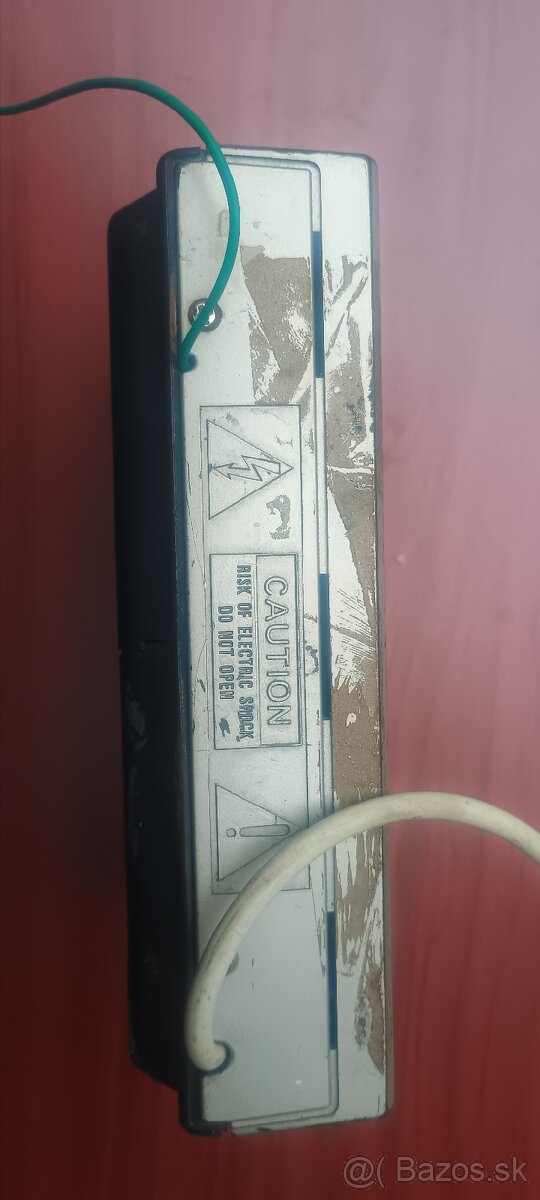 CAUTION
RISK OF ELECTRIC SHOCK
DO NOT OPEN
@( Bazos.sk